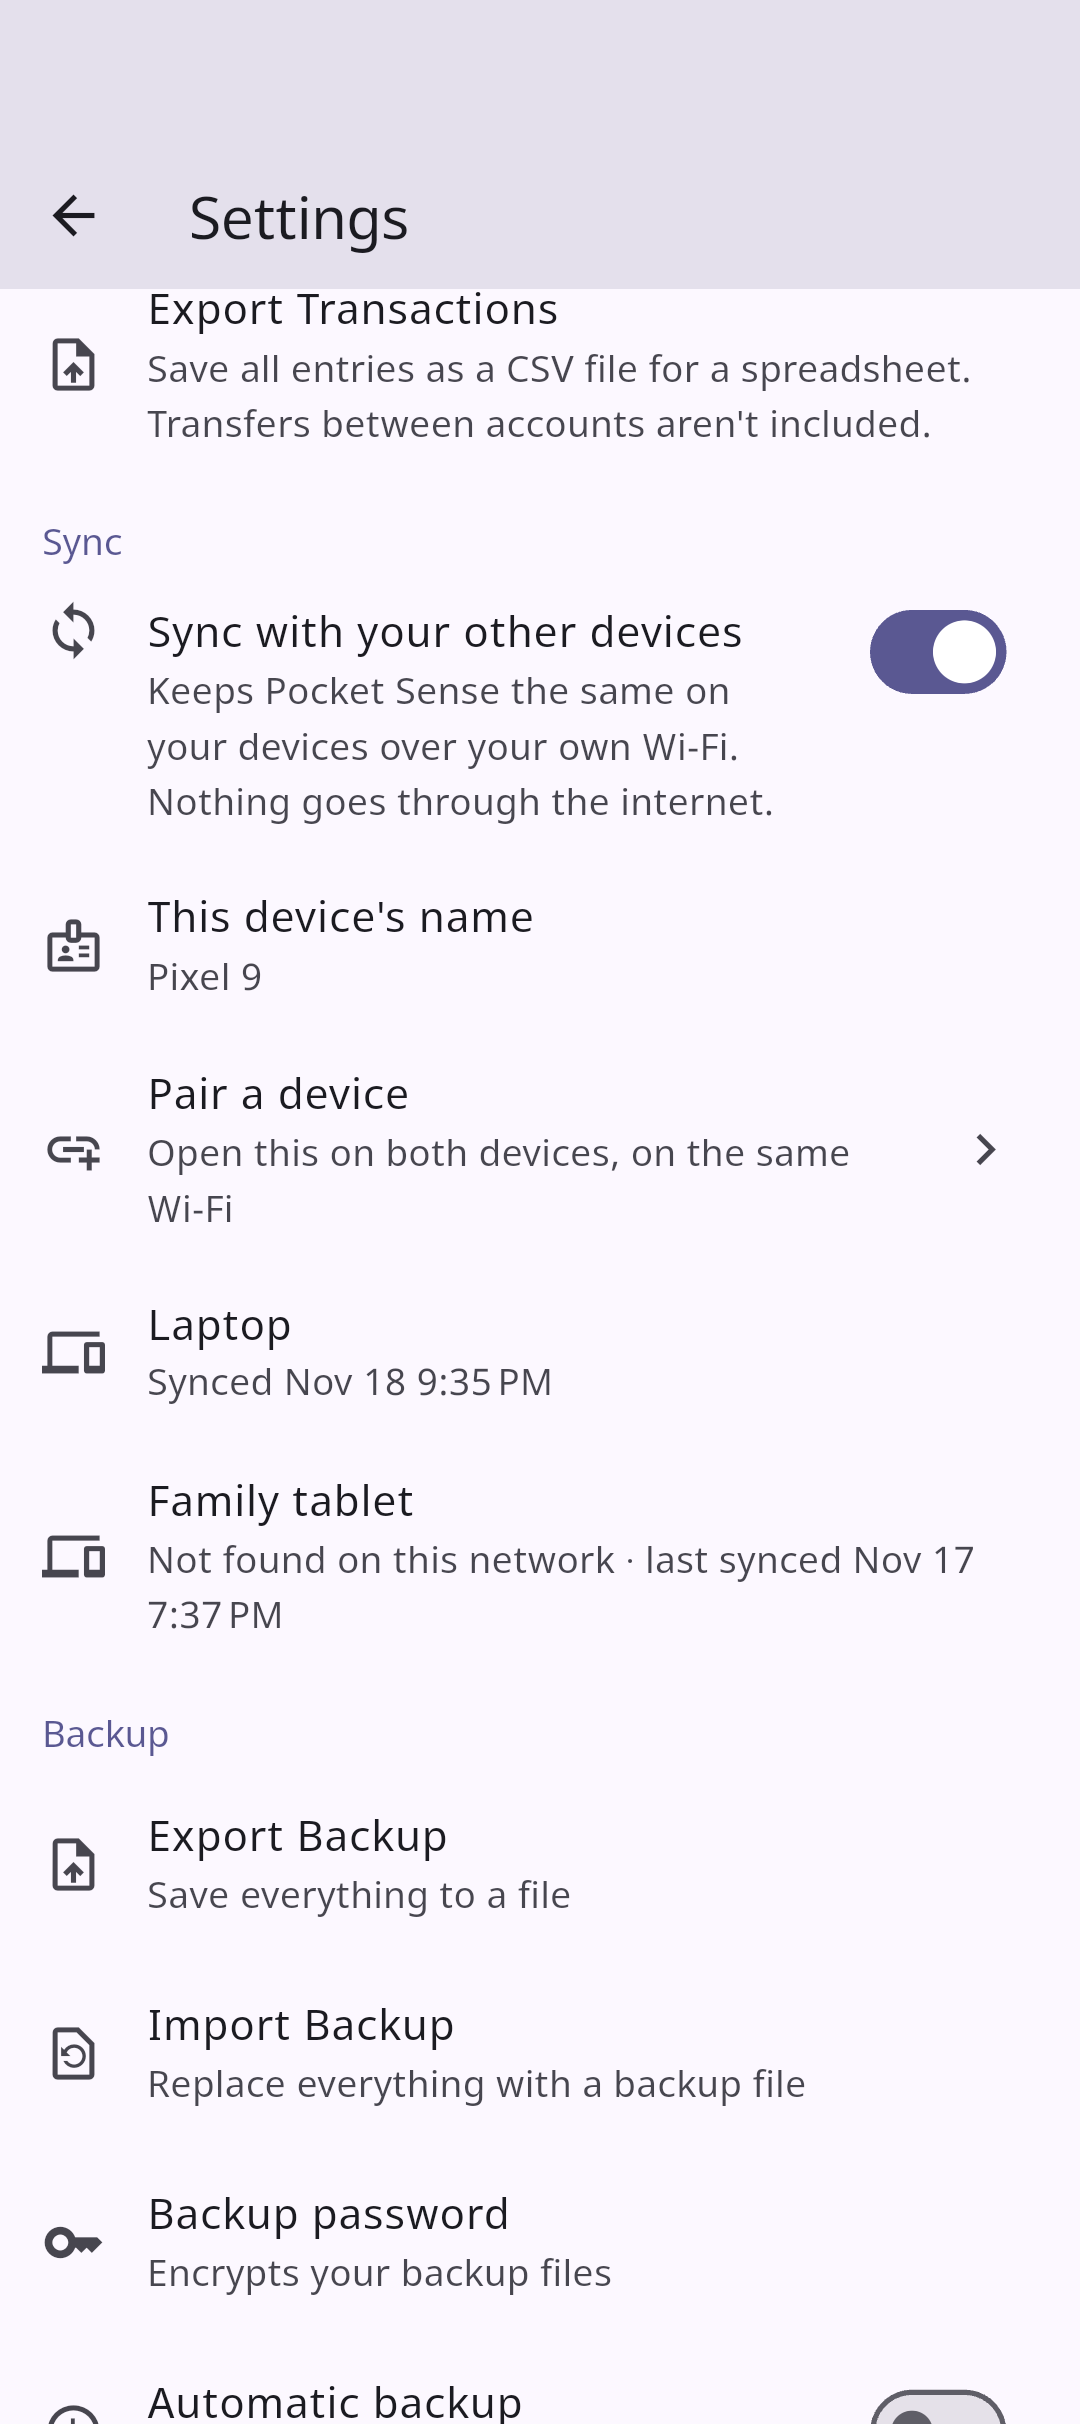 Settings
Export Transactions
Save all entries as a CSV file for a spreadsheet.
Transfers between accounts aren't included.
Sync
Sync with your other devices
Keeps Pocket Sense the same on
your devices over your own Wi-Fi.
Nothing goes through the internet.
This device's name
Pixel 9
Pair a device
Open this on both devices, on the same
Wi-Fi
Laptop
Synced Nov 18 9:35 PM
Family tablet
Not found on this network · last synced Nov 17
7:37 PM
Backup
Export Backup
Save everything to a file
Import Backup
Replace everything with a backup file
Backup password
Encrypts your backup files
Automatic backup